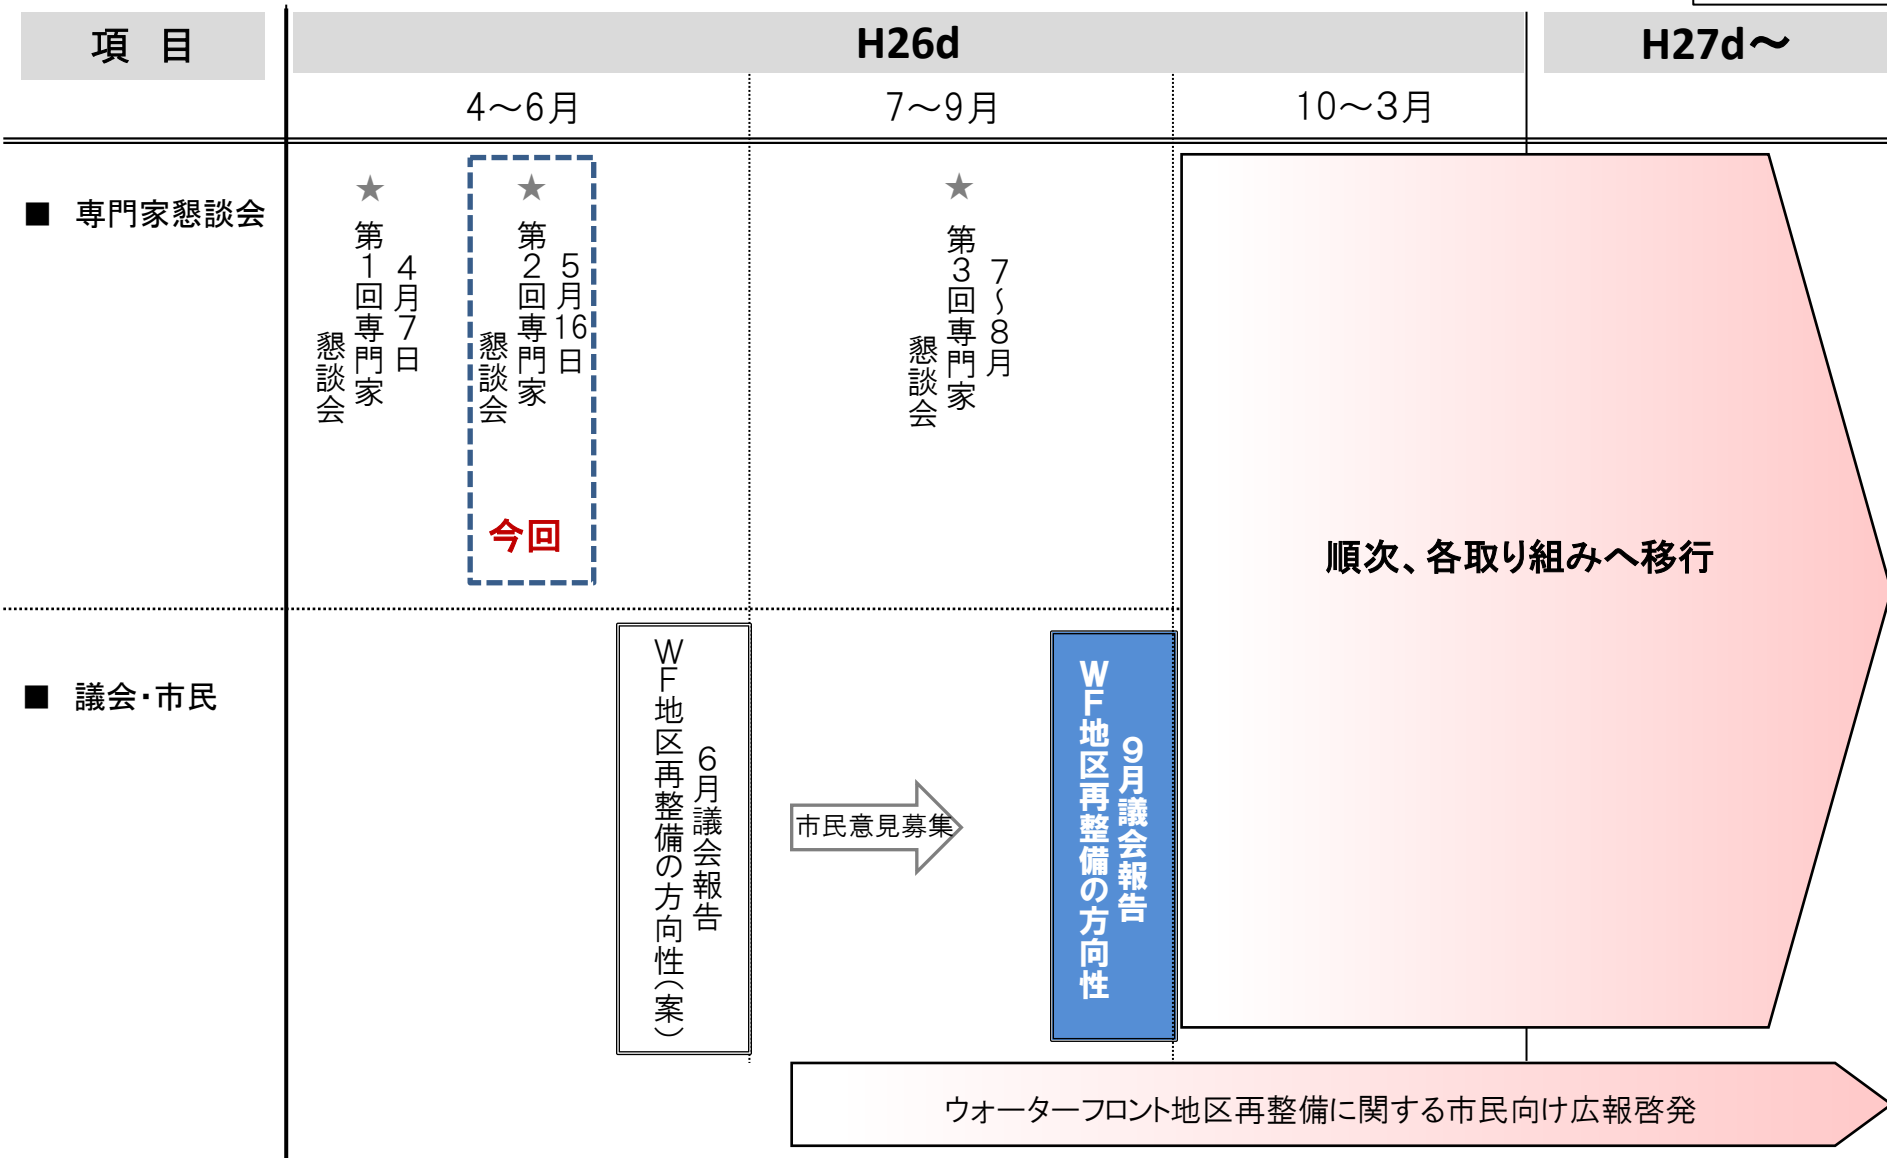 項　目
H26d
H27d～
4～6月
7～9月
10～3月
■　専門家懇談会
★
4月7日
第1回専門家
懇談会
★
5月16日
第2回専門家
懇談会
今回
★
7～8月
第3回専門家
懇談会
順次、各取り組みへ移行
■　議会・市民
6月議会報告
WF地区再整備の方向性(案)
市民意見募集
9月議会報告
WF地区再整備の方向性
ウォーターフロント地区再整備に関する市民向け広報啓発